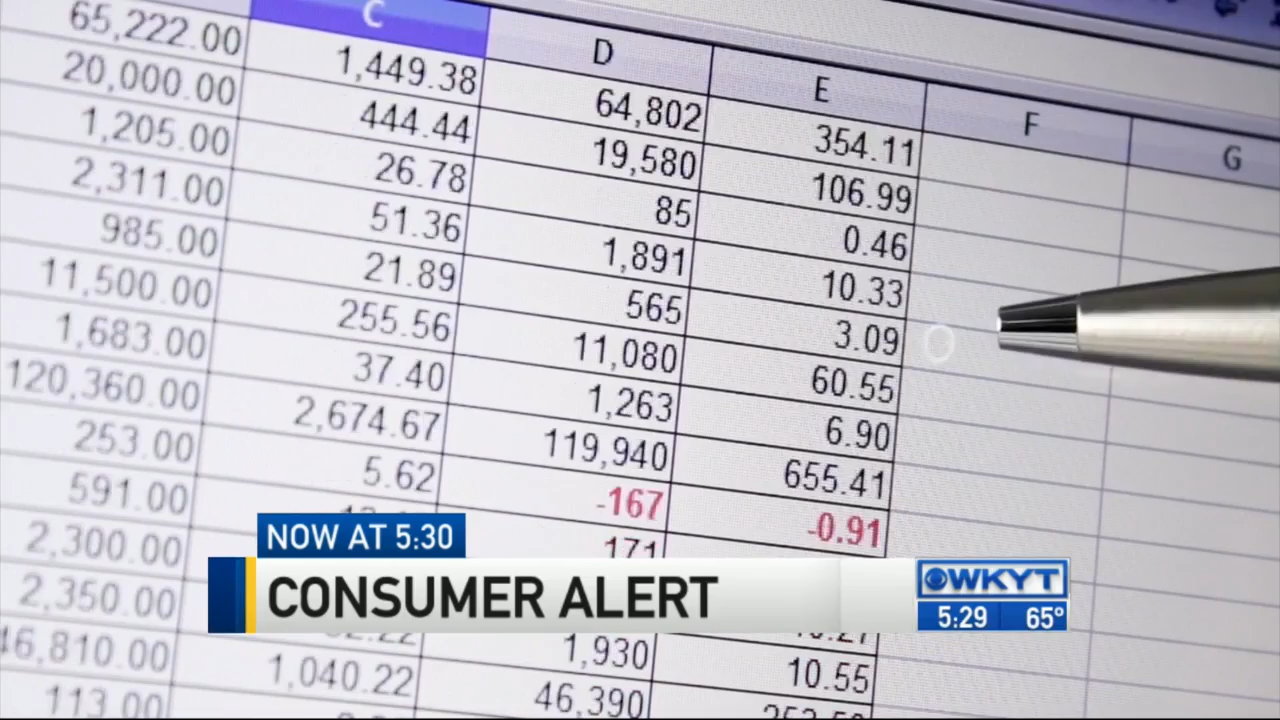 C D E F G
65,222.00 1,449.38 64,802 354.11
20,000.00 444.44 19,580 106.99
1,205.00 26.78 85 0.46
2,311.00 51.36 1,891 10.33
985.00 21.89 565 3.09
11,500.00 255.56 11,080 60.55
1,683.00 37.40 1,263 6.90
120,360.00 2,674.67 119,940 655.41
253.00 5.62 -167 -0.91
591.00 171
2,300.00
2,350.00 1,930 10.55
46,810.00 1,040.22 46,390
113.00
NOW AT 5:30
CONSUMER ALERT
WKYT
5:29 65°